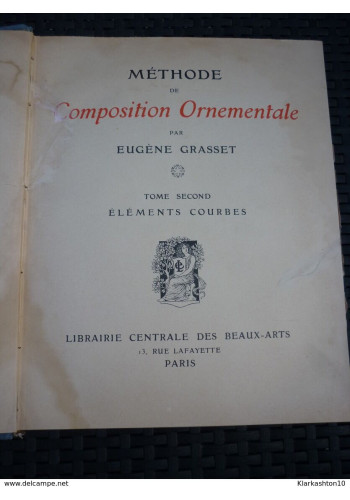 MÉTHODE
DE
Composition Ornementale
PAR
EUGÈNE GRASSET
TOME SECOND
ÉLÉMENTS COURBES
LIBRAIRIE CENTRALE DES BEAUX-ARTS
13, RUE LAFAYETTE
PARIS
www.delcampe.net
Klarkashton10